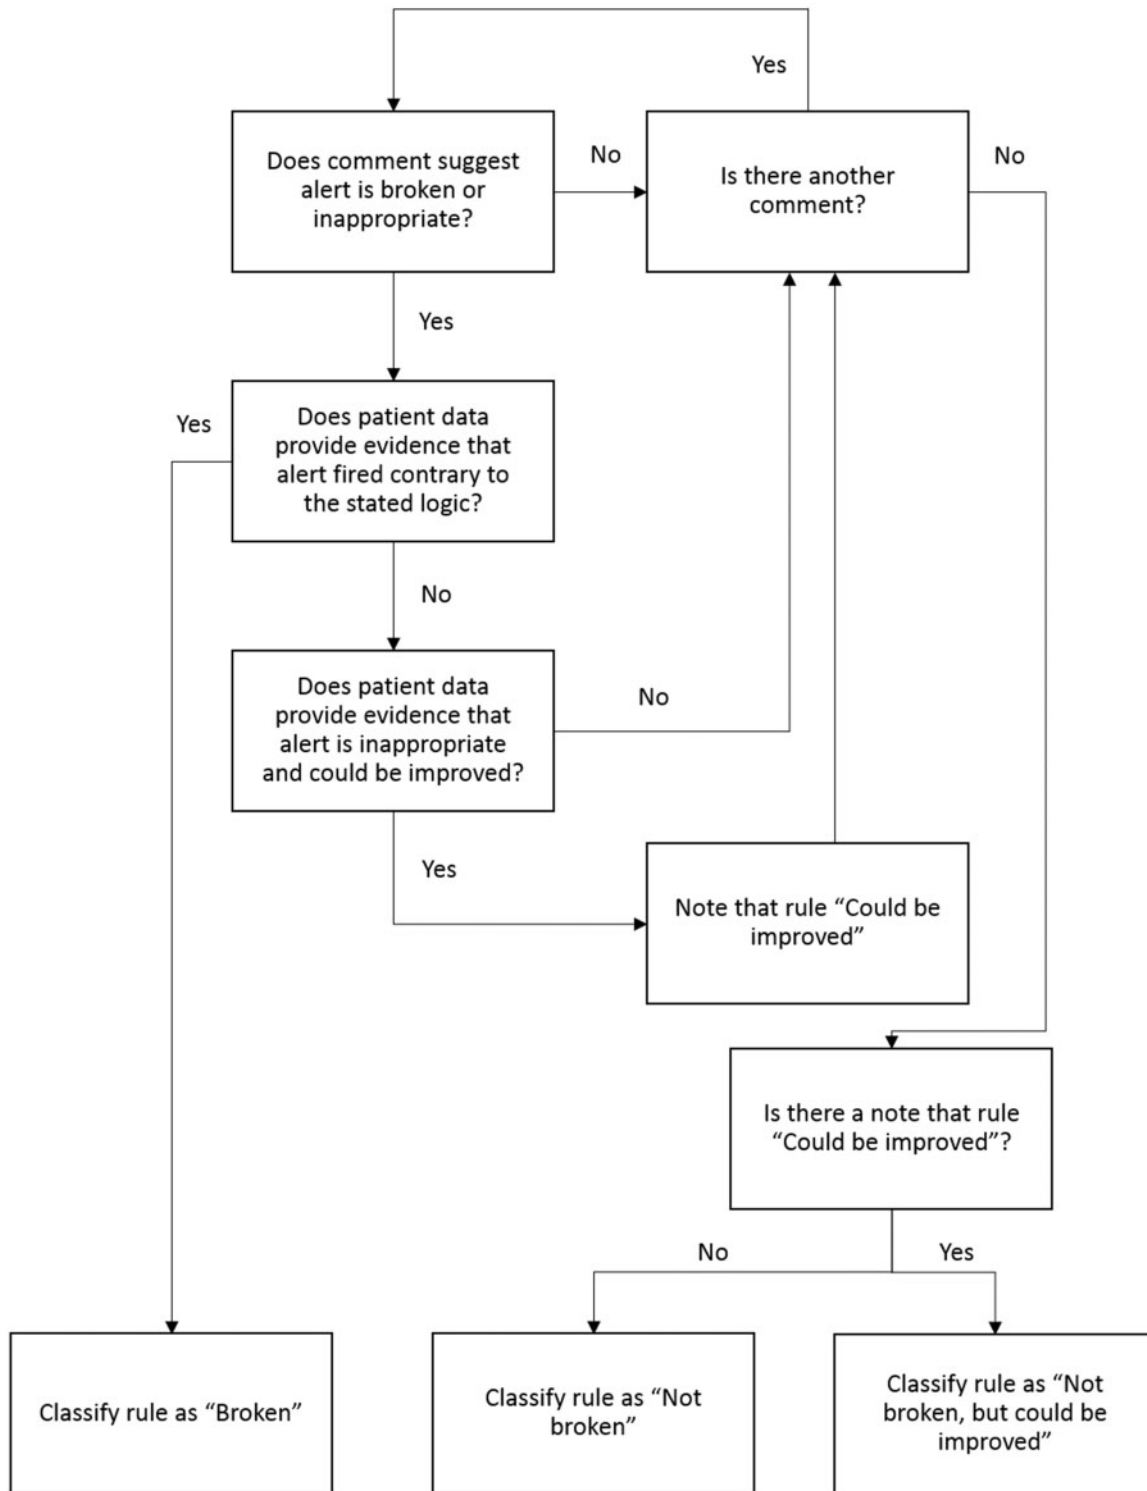 Yes
Does comment suggest
alert is broken or
inappropriate?
No
Is there another
comment?
No
Yes
Does patient data
provide evidence that
alert fired contrary to
the stated logic?
Yes
No
Does patient data
provide evidence that
alert is inappropriate
and could be improved?
No
Yes
Note that rule “Could be
improved”
Is there a note that rule
“Could be improved”?
No
Yes
Classify rule as “Broken”
Classify rule as “Not
broken”
Classify rule as “Not
broken, but could be
improved”